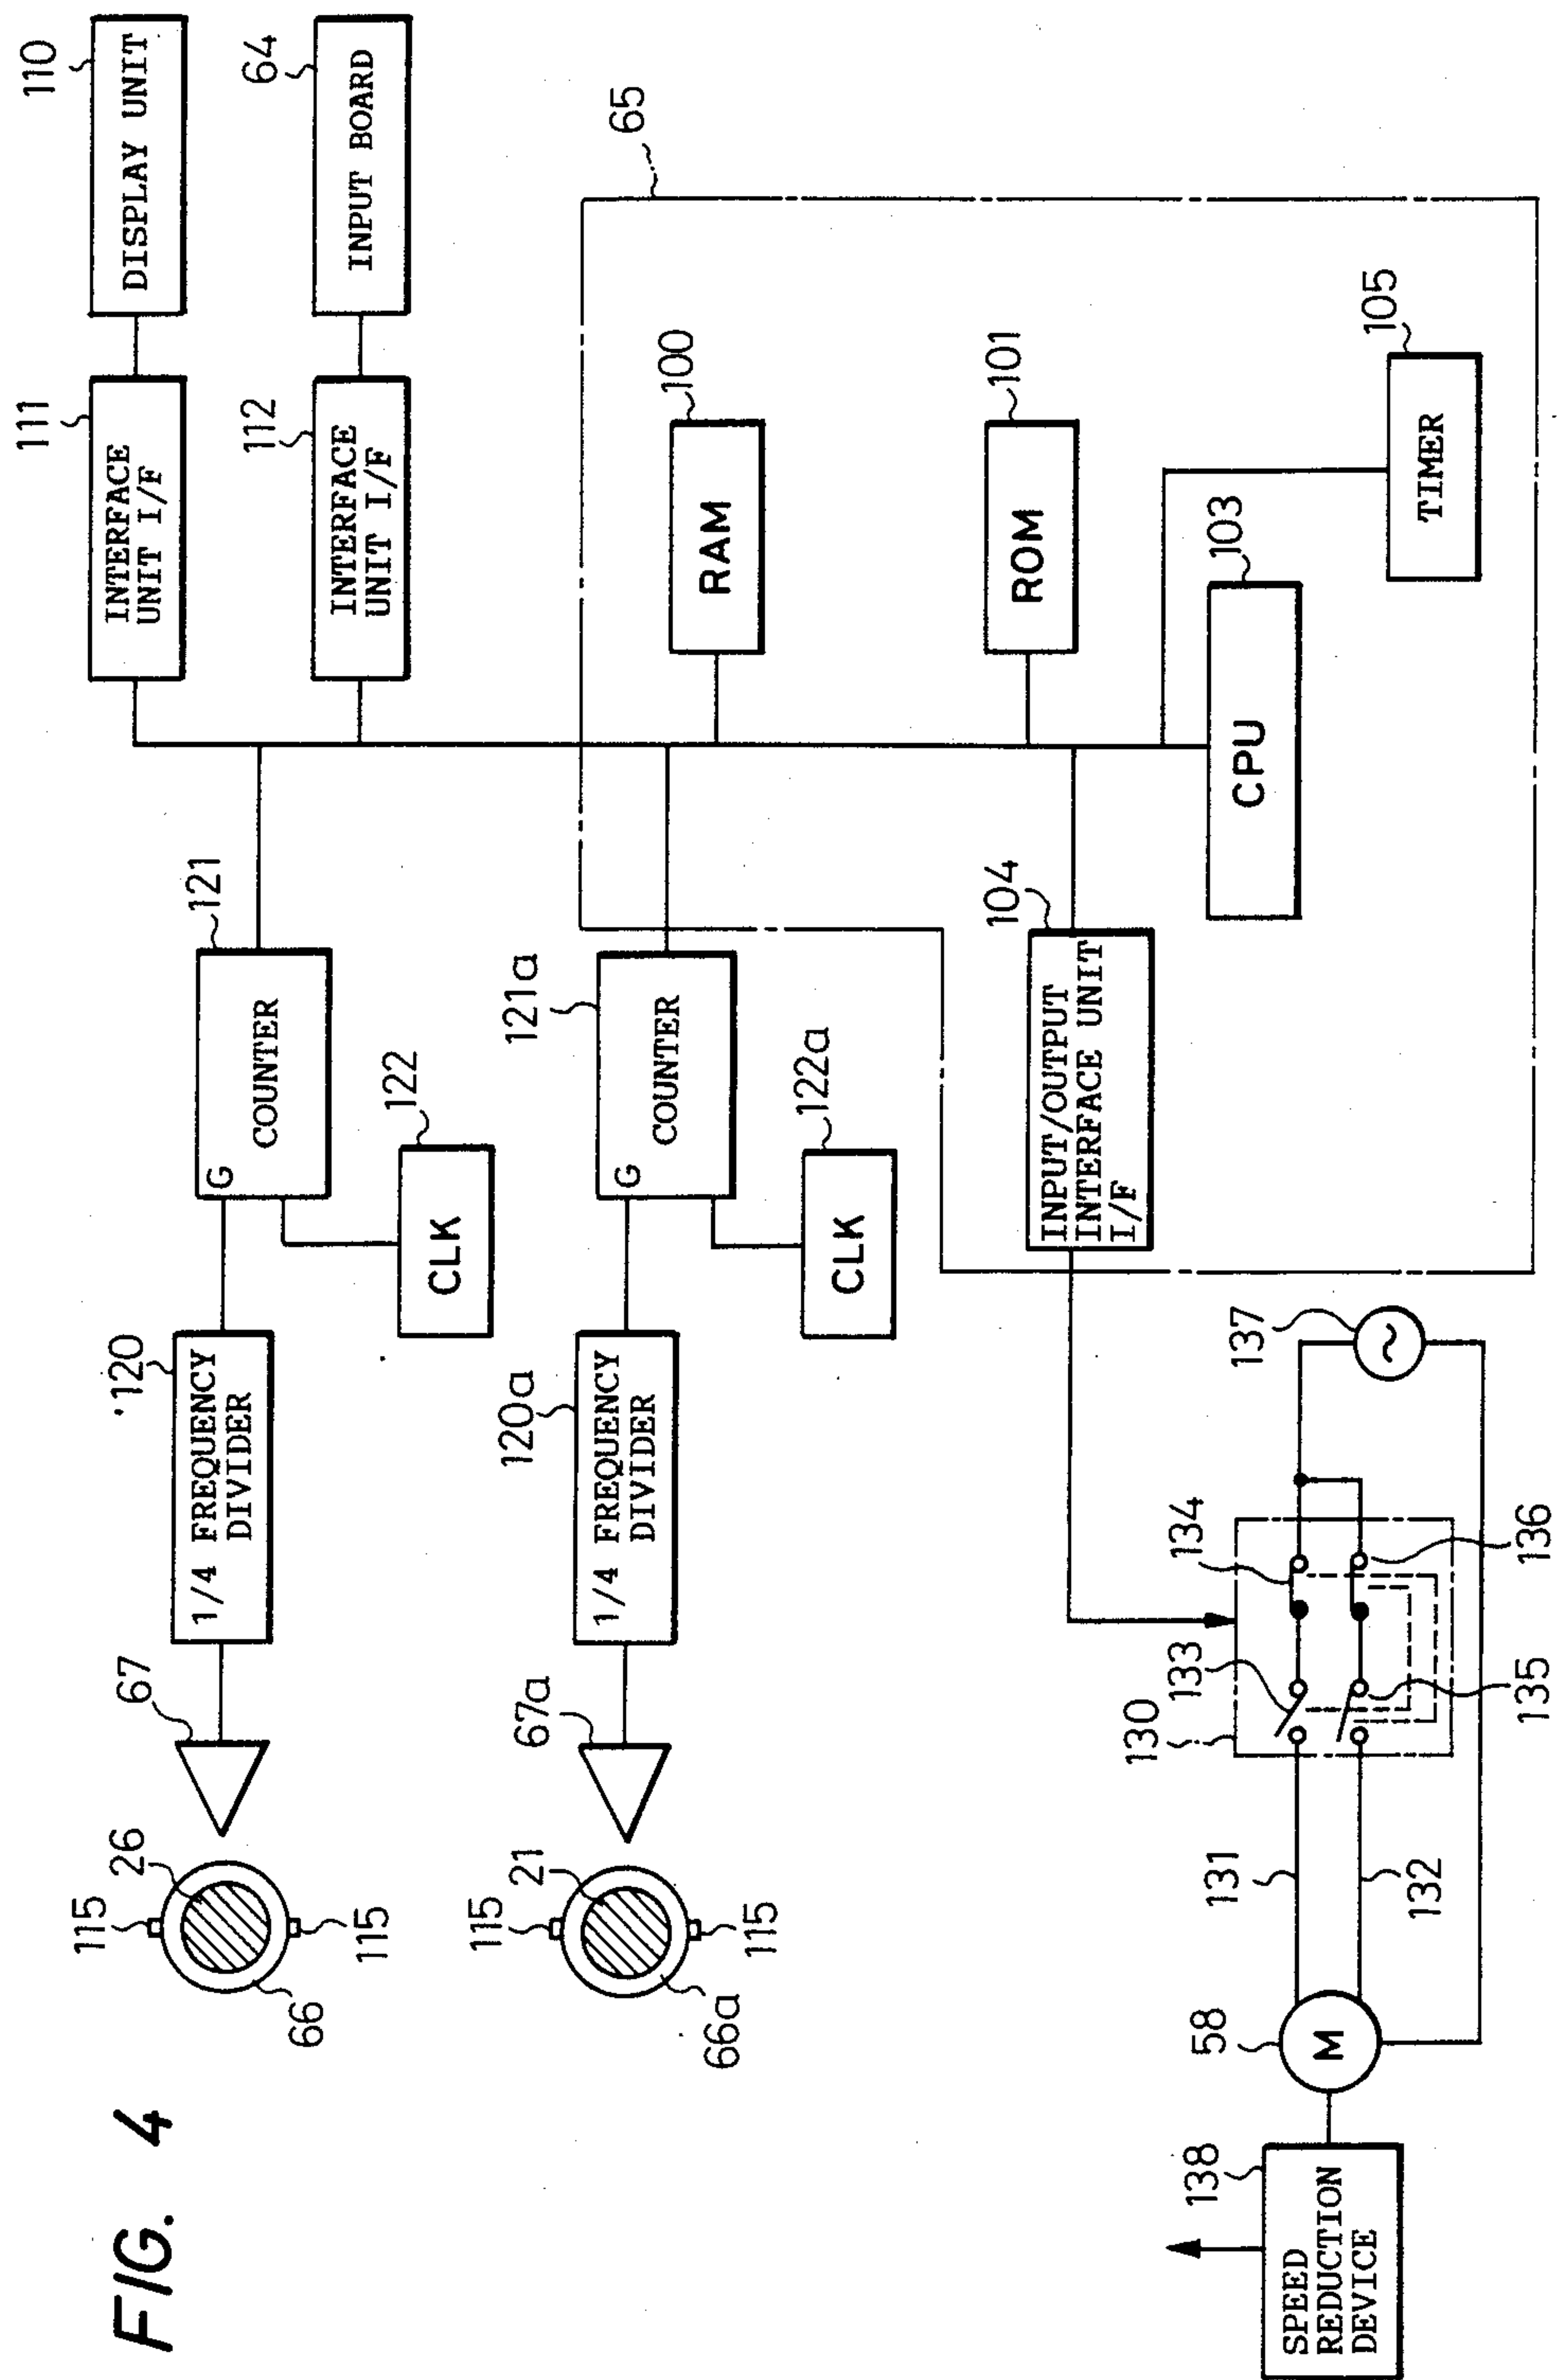 FIG. 4
115
26
66
115
67
120
1/4 FREQUENCY
DIVIDER
G
COUNTER
121
122
CLK
111
INTERFACE
UNIT I/F
110
DISPLAY UNIT
112
INTERFACE
UNIT I/F
64
INPUT BOARD
115
21
66a
115
67a
120a
1/4 FREQUENCY
DIVIDER
G
COUNTER
121a
122a
CLK
65
100
RAM
101
ROM
104
INPUT/OUTPUT
INTERFACE UNIT
I/F
103
CPU
105
TIMER
138
SPEED
REDUCTION
DEVICE
58
M
131
132
130
133
134
135
136
137
~